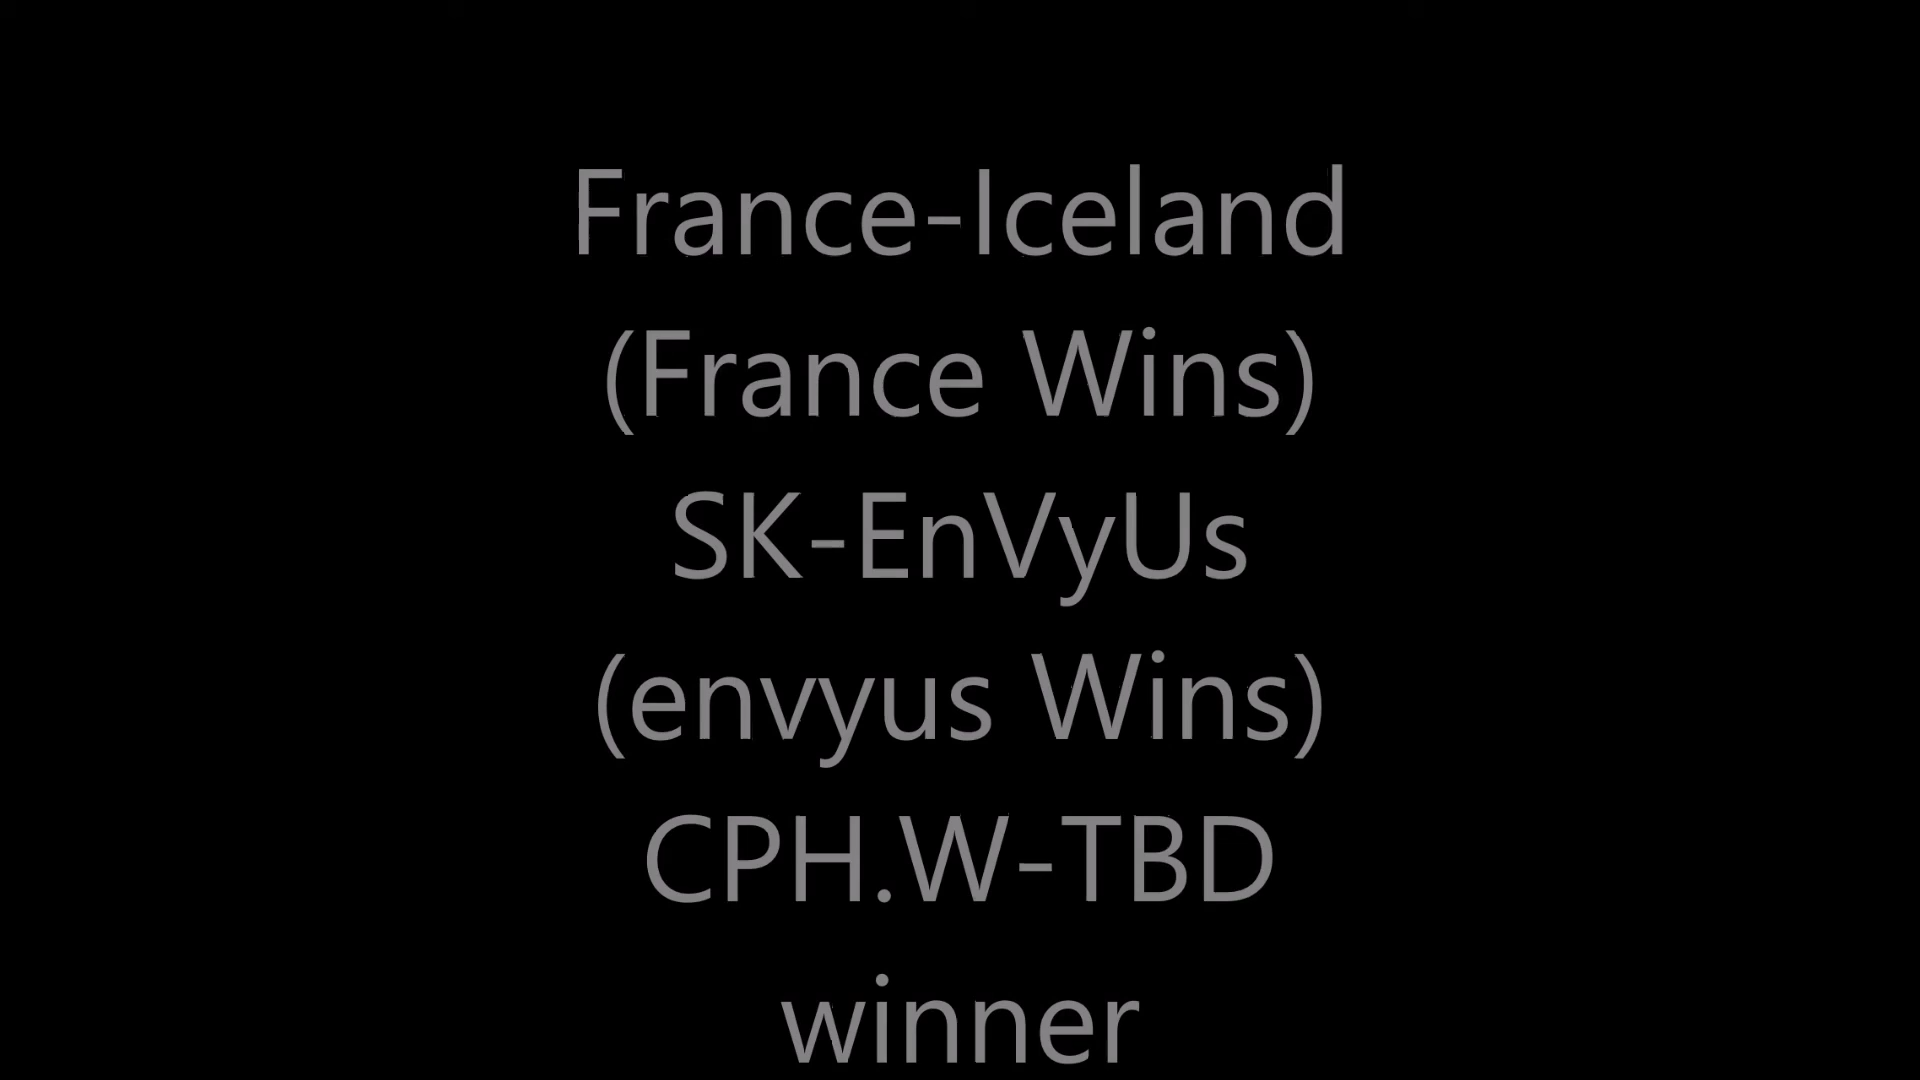 France-Iceland
(France Wins)
SK-EnVyUs
(envyus Wins)
CPH.W-TBD
winner